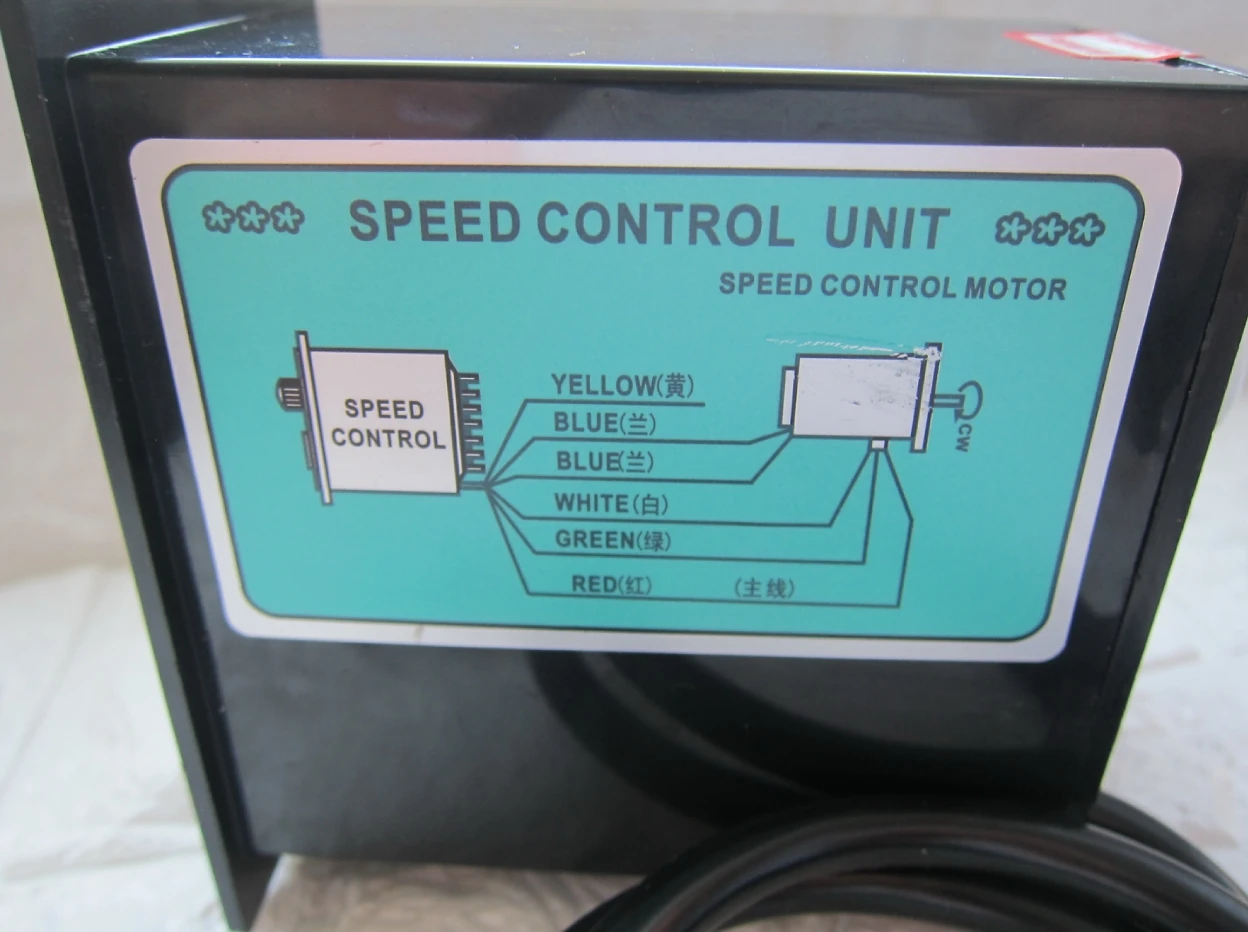 *** SPEED CONTROL UNIT ***
SPEED CONTROL MOTOR
SPEED
CONTROL
YELLOW(黄)
BLUE(兰)
BLUE(兰)
WHITE(白)
GREEN(绿)
RED(红) (主线)
CW